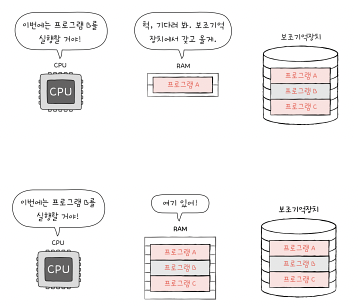 이번에는 프로그램 B를
실행할 거야!
헉, 기다려 봐. 보조기억
장치에서 갖고 올게.
CPU
CPU
RAM
프로그램 A
보조기억장치
프로그램 A
프로그램 B
프로그램 C
이번에는 프로그램 B를
실행할 거야!
여기 있어!
CPU
CPU
RAM
프로그램 A
프로그램 B
프로그램 C
보조기억장치
프로그램 A
프로그램 B
프로그램 C